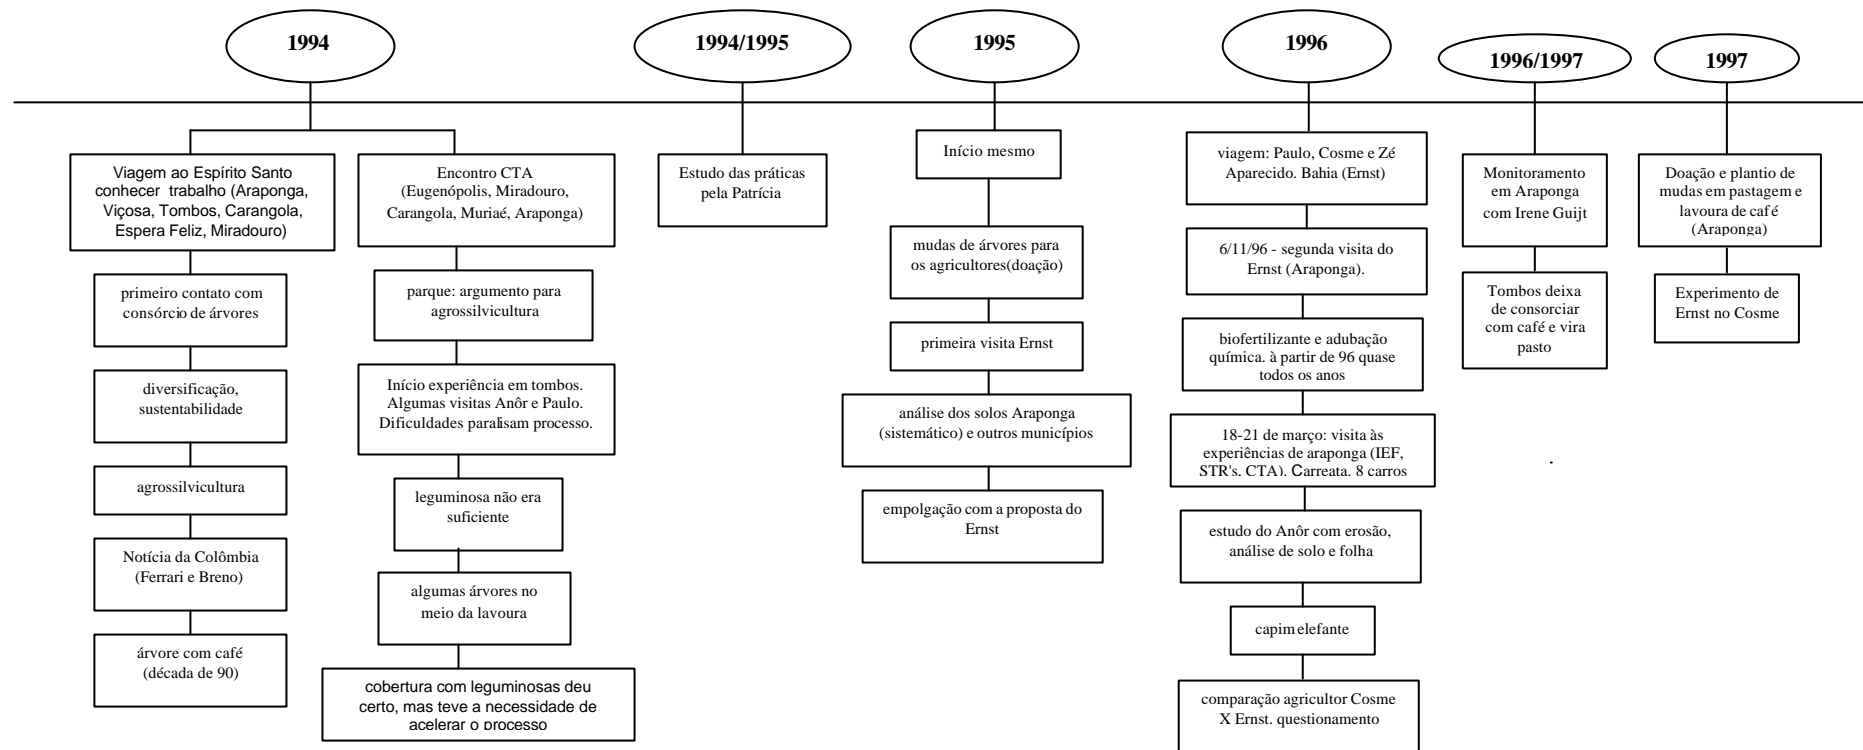 1994
1994/1995
1995
1996
1996/1997
1997
Viagem ao Espírito Santo
conhecer trabalho (Araponga,
Viçosa, Tombos, Carangola,
Espera Feliz, Miradouro)
primeiro contato com
consórcio de árvores
diversificação,
sustentabilidade
agrossilvicultura
Notícia da Colômbia
(Ferrari e Breno)
árvore com café
(década de 90)
Encontro CTA
(Eugenópolis, Miradouro,
Carangola, Muriaé, Araponga)
parque: argumento para
agrossilvicultura
Início experiência em tombos.
Algumas visitas Anôr e Paulo.
Dificuldades paralisam processo.
leguminosa não era
suficiente
algumas árvores no
meio da lavoura
cobertura com leguminosas deu
certo, mas teve a necessidade de
acelerar o processo
Estudo das práticas
pela Patrícia
Início mesmo
mudas de árvores para
os agricultores(doação)
primeira visita Ernst
análise dos solos Araponga
(sistemático) e outros municípios
empolgação com a proposta do
Ernst
viagem: Paulo, Cosme e Zé
Aparecido. Bahia (Ernst)
6/11/96 - segunda visita do
Ernst (Araponga).
biofertilizante e adubação
química. à partir de 96 quase
todos os anos
18-21 de março: visita às
experiências de araponga (IEF,
STR's. CTA). Carreata. 8 carros
estudo do Anôr com erosão,
análise de solo e folha
capim elefante
comparação agricultor Cosme
X Ernst. questionamento
Monitoramento
em Araponga
com Irene Guijt
Tombos deixa
de consorciar
com café e vira
pasto
Doação e plantio de
mudas em pastagem e
lavoura de café
(Araponga)
Experimento de
Ernst no Cosme